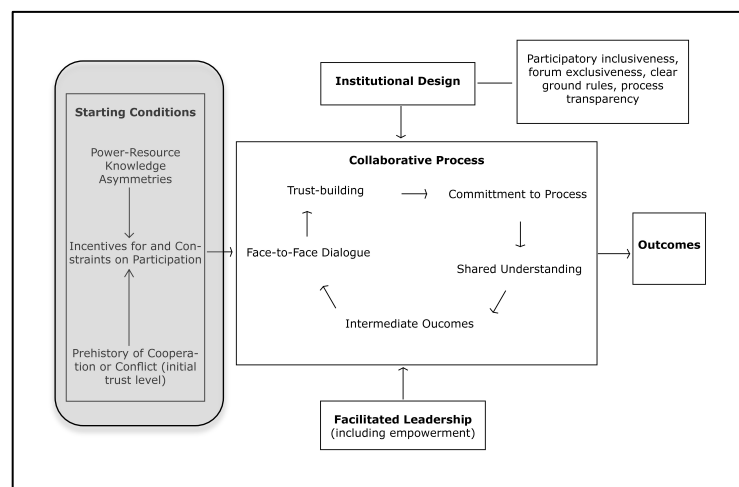 Starting Conditions
Power-Resource
Knowledge
Asymmetries
Incentives for and Con-
straints on Participation
Prehistory of Coopera-
tion or Conflict (initial
trust level)
Institutional Design
Participatory inclusiveness,
forum exclusiveness, clear
ground rules, process
transparency
Collaborative Process
Trust-building
Committment to Process
Face-to-Face Dialogue
Shared Understanding
Intermediate Oucomes
Outcomes
Facilitated Leadership
(including empowerment)